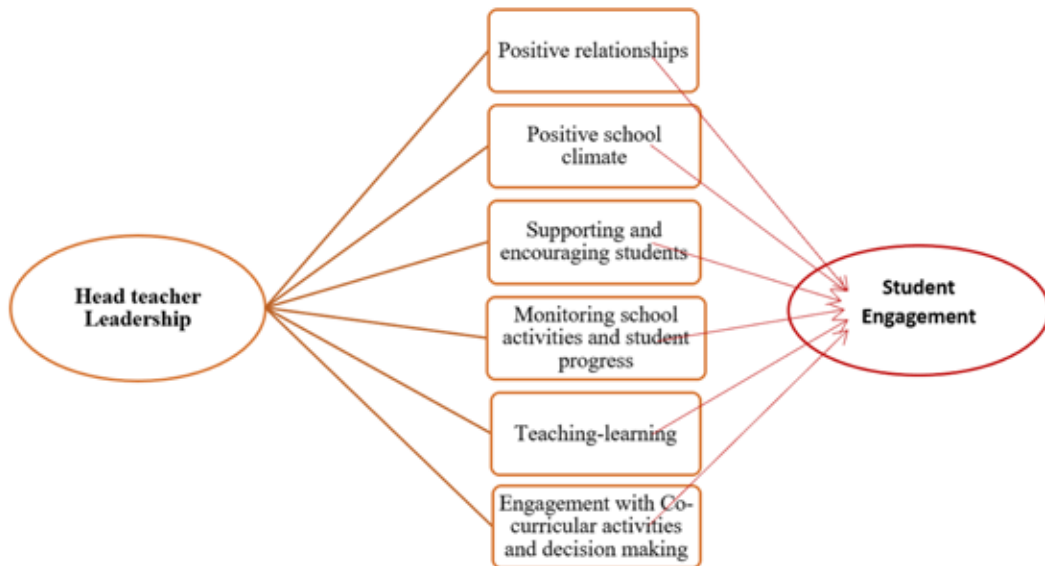 Positive relationships
Positive school
climate
Supporting and
encouraging students
Head teacher
Leadership
Monitoring school
activities and student
progress
Student
Engagement
Teaching-learning
Engagement with Co-
curricular activities
and decision making